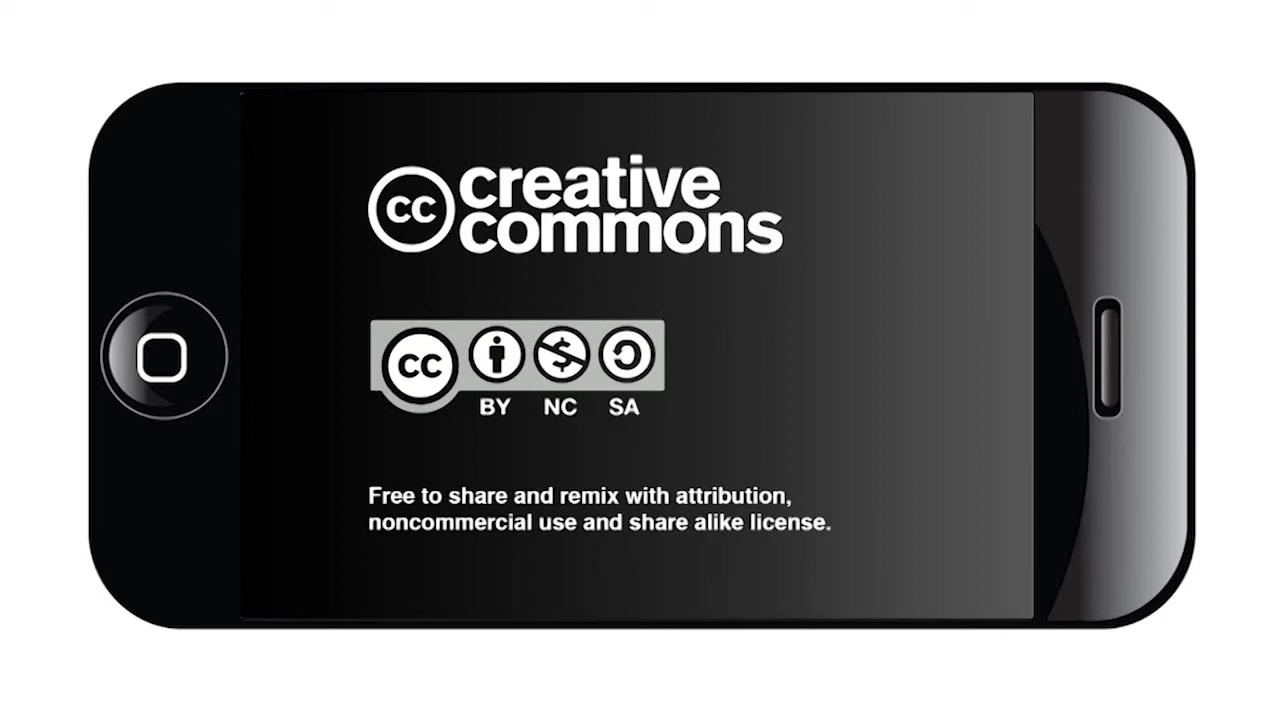 cc creative
commons
cc
BY NC SA
Free to share and remix with attribution,
noncommercial use and share alike license.